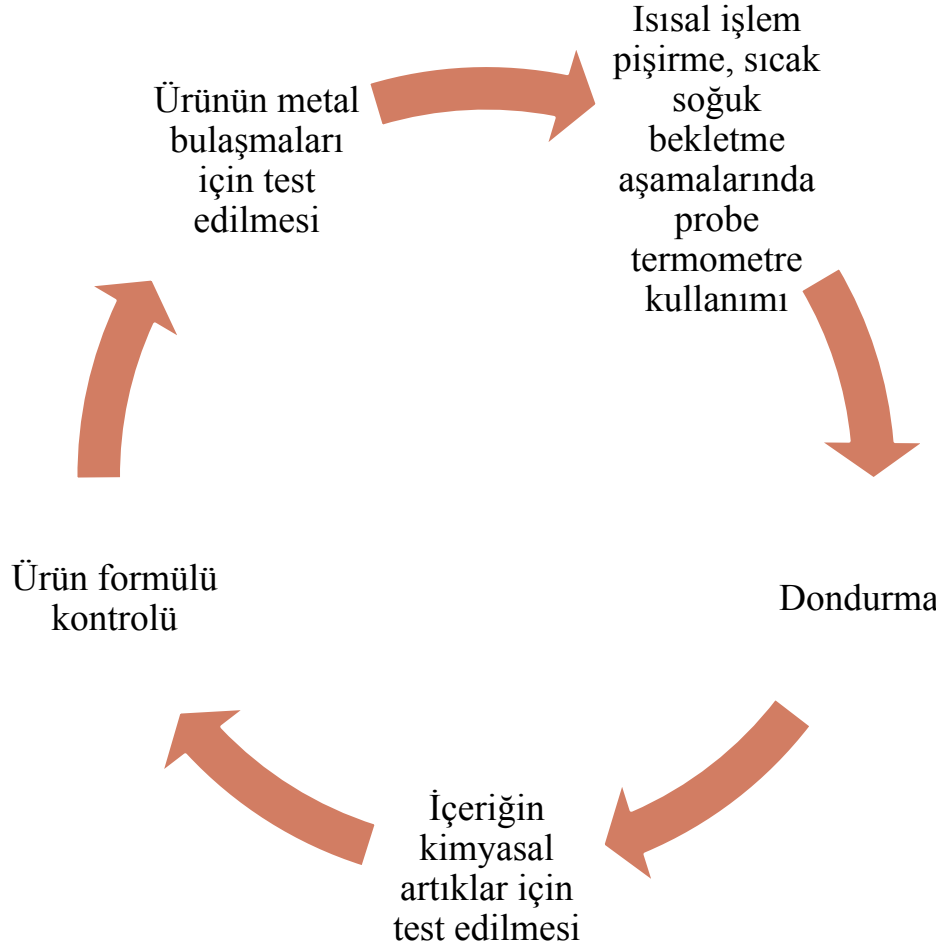 Isısal işlem
pişirme, sıcak
soğuk
bekletme
aşamalarında
probe
termometre
kullanımı
Dondurma
İçeriğin
kimyasal
artıklar için
test edilmesi
Ürün formülü
kontrolü
Ürünün metal
bulaşmaları
için test
edilmesi